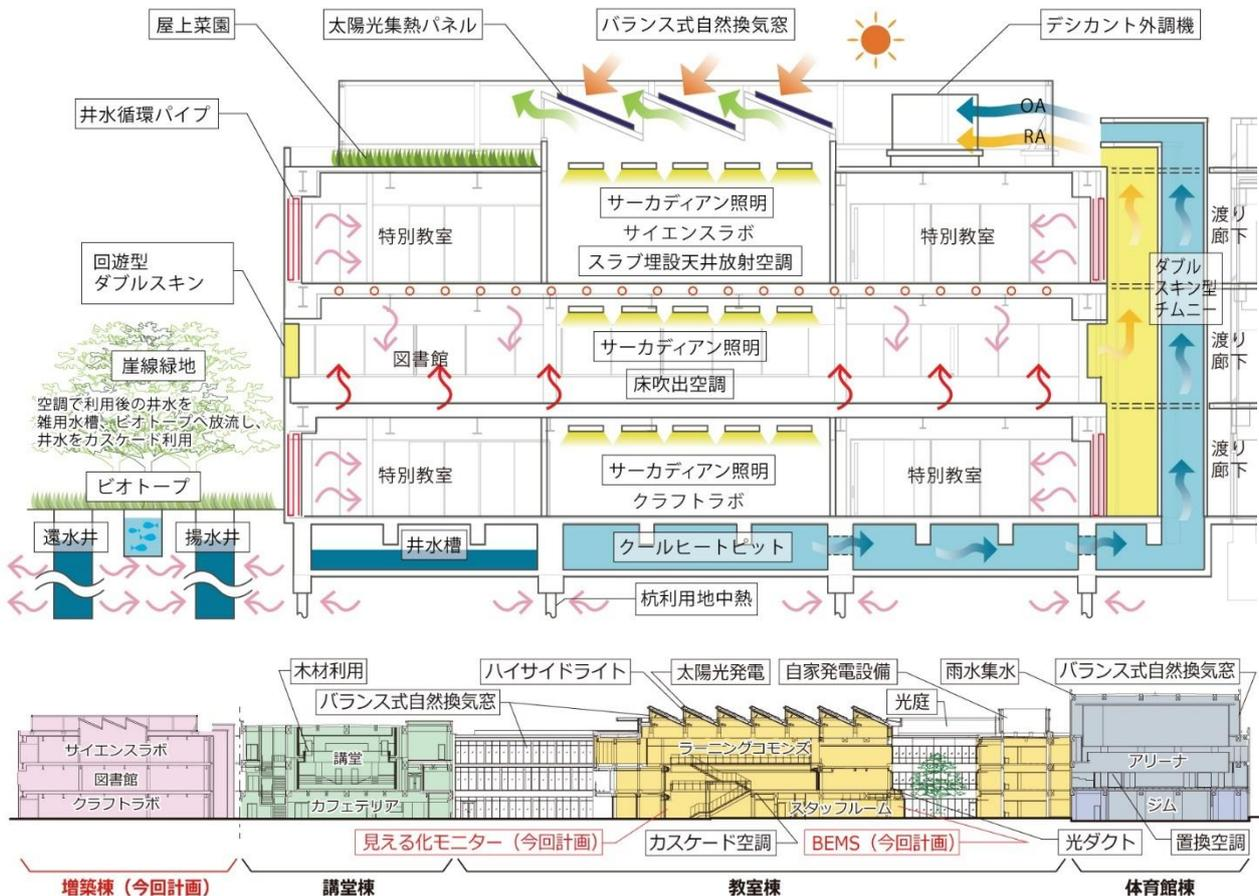 屋上菜園
太陽光集熱パネル
バランス式自然換気窓
デシカント外調機
井水循環パイプ
OA
RA
サーカディアン照明
特別教室
サイエンスラボ
特別教室
渡り
廊下
スラブ埋設天井放射空調
回遊型
ダブルスキン
ダブル
スキン型
チムニー
サーカディアン照明
図書館
渡り
廊下
床吹出空調
崖線緑地
空調で利用後の井水を
雑用水槽、ビオトープへ放流し、
井水をカスケード利用
サーカディアン照明
特別教室
クラフトラボ
特別教室
渡り
廊下
ビオトープ
還水井
揚水井
井水槽
クールヒートピット
杭利用地中熱
木材利用
ハイサイドライト
太陽光発電
自家発電設備
雨水集水
バランス式自然換気窓
バランス式自然換気窓
光庭
サイエンスラボ
図書館
クラフトラボ
講堂
カフェテリア
ラーニングコモンズ
スタッフルーム
アリーナ
ジム
見える化モニター（今回計画）
カスケード空調
BEMS（今回計画）
光ダクト
置換空調
増築棟（今回計画）
講堂棟
教室棟
体育館棟